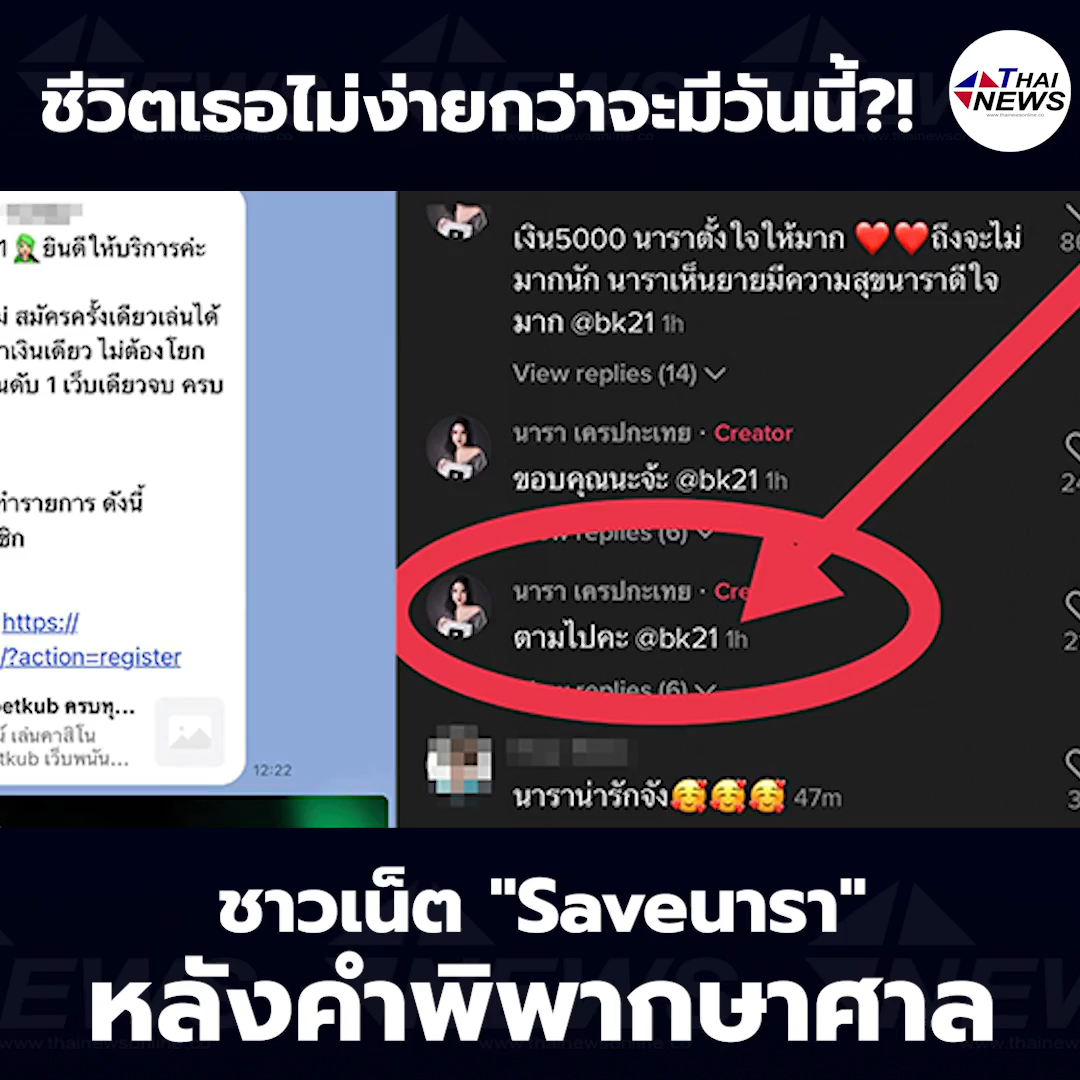 ชีวิตเธอไม่ง่ายกว่าจะมีวันนี้?!
THAI
NEWS
www.thainewsonline.co
1 ยินดีให้บริการค่ะ
สมัครครั้งเดียวเล่นได้
เงินเดียว ไม่ต้องโยก
1 เว็บเดียวจบ ครบ
ทำรายการ ดังนี้
https://
/?action=register
etkub ครบทุ...
เล่นคาสิโน
tkub เว็บพนัน...
12:22
เงิน5000 นาราตั้งใจให้มาก ❤️❤️ถึงจะไม่
มากนัก นาราเห็นยายมีความสุขนาราดีใจ
มาก @bk21 1h
View replies (14)
นารา เครปกะเทย · Creator
ขอบคุณนะจ้ะ @bk21 1h
replies (6)
นารา เครปกะเทย · Cre
ตามไปคะ @bk21 1h
replies (6)
นาราน่ารักจัง🥰🥰🥰 47m
ชาวเน็ต "Saveนารา"
หลังคำพิพากษาศาล